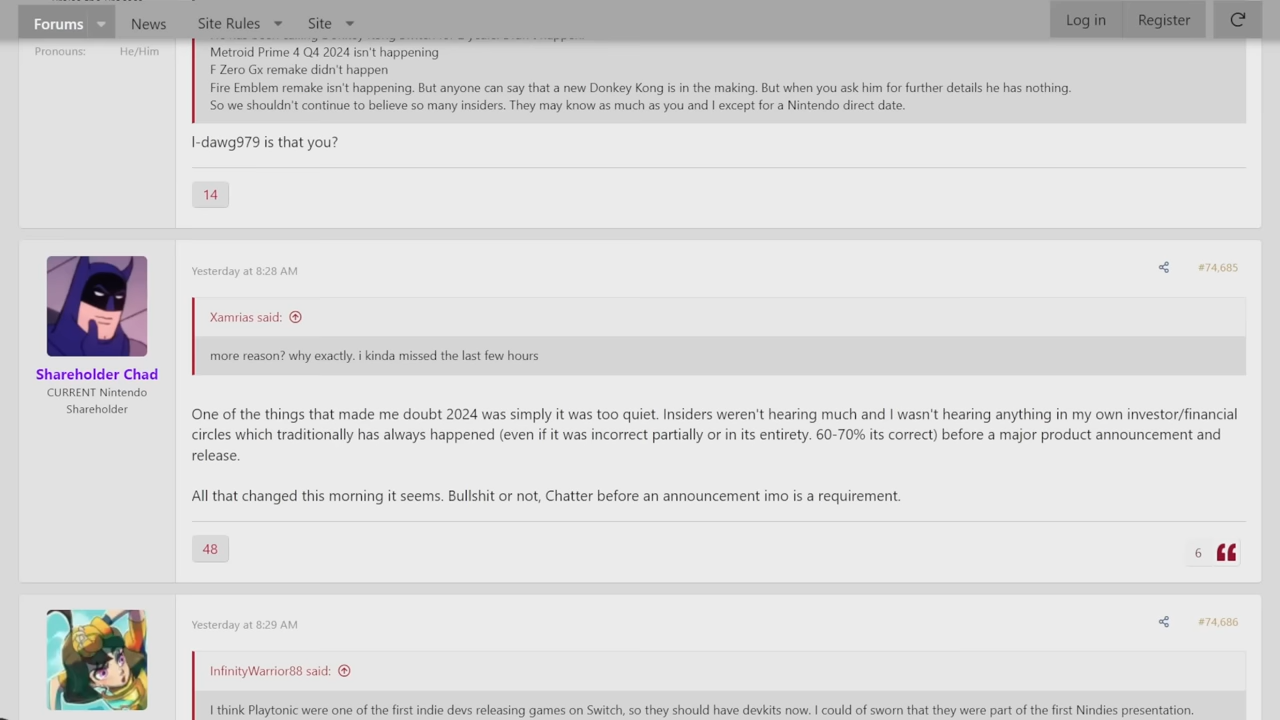 Forums
News
Site Rules
Site
Log in
Register
Pronouns: He/Him
Metroid Prime 4 Q4 2024 isn't happening
F Zero Gx remake didn't happen
Fire Emblem remake isn't happening. But anyone can say that a new Donkey Kong is in the making. But when you ask him for further details he has nothing.
So we shouldn't continue to believe so many insiders. They may know as much as you and I except for a Nintendo direct date.
I-dawg979 is that you?
14
Shareholder Chad
CURRENT Nintendo
Shareholder
Yesterday at 8:28 AM
#74,685
Xamrias said:
more reason? why exactly. i kinda missed the last few hours
One of the things that made me doubt 2024 was simply it was too quiet. Insiders weren't hearing much and I wasn't hearing anything in my own investor/financial
circles which traditionally has always happened (even if it was incorrect partially or in its entirety. 60-70% its correct) before a major product announcement and
release.
All that changed this morning it seems. Bullshit or not, Chatter before an announcement imo is a requirement.
48
6
Yesterday at 8:29 AM
#74,686
InfinityWarrior88 said:
I think Playtonic were one of the first indie devs releasing games on Switch, so they should have devkits now. I could of sworn that they were part of the first Nindies presentation.